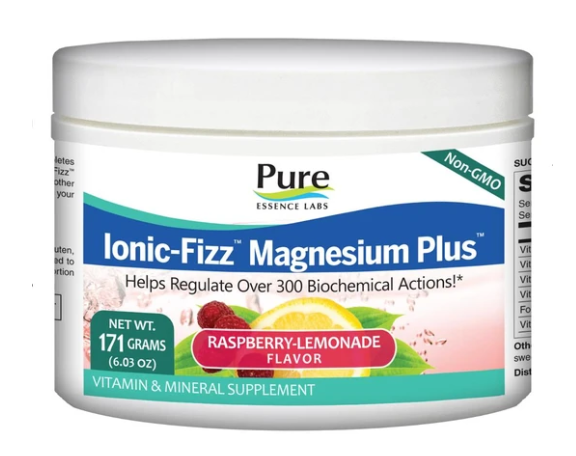 Pure
ESSENCE LABS
Non-GMO
Ionic-Fizz™ Magnesium Plus™
Helps Regulate Over 300 Biochemical Actions!*
NET WT.
171 GRAMS
(6.03 OZ)
RASPBERRY-LEMONADE
FLAVOR
VITAMIN & MINERAL SUPPLEMENT
your